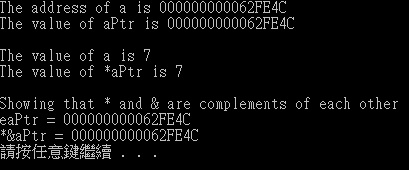 The address of a is 000000000062FE4C
The value of aPtr is 000000000062FE4C
The value of a is 7
The value of *aPtr is 7
Showing that * and & are complements of each other
eaPtr = 000000000062FE4C
*&aPtr = 000000000062FE4C
請按任意鍵繼續 . . .